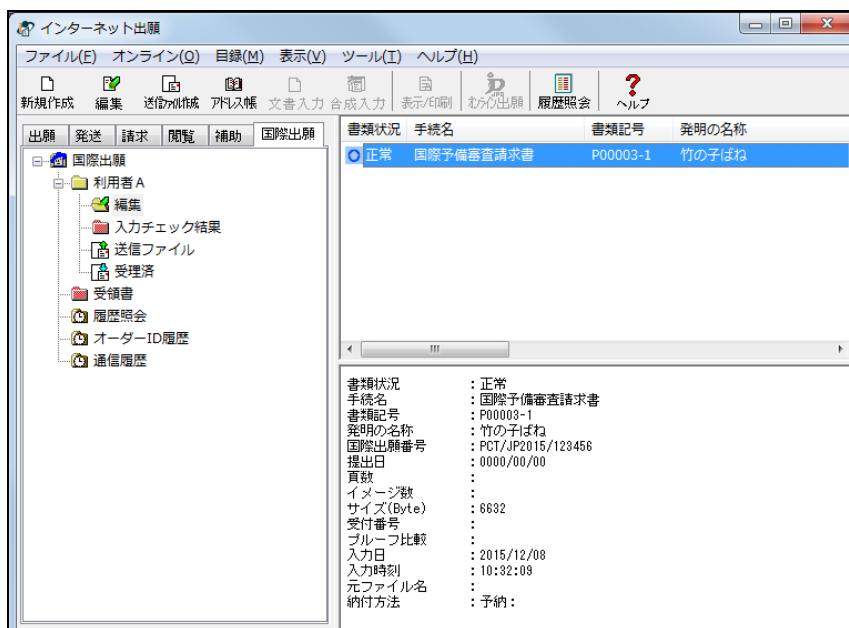 インターネット出願
ファイル(F) オンライン(O) 目録(M) 表示(V) ツール(T) ヘルプ(H)
新規作成 編集 送信ファイル作成 アドレス帳 文書入力 合成入力 表示/印刷 オンライン出願 履歴照会 ヘルプ
出願 発送 請求 閲覧 補助 国際出願
国際出願
利用者A
編集
入力チェック結果
送信ファイル
受理済
受領書
履歴照会
オーダーID履歴
通信履歴
書類状況 手続名 書類記号 発明の名称
正常 国際予備審査請求書 P00003-1 竹の子ばね
書類状況 :正常
手続名 :国際予備審査請求書
書類記号 :P00003-1
発明の名称 :竹の子ばね
国際出願番号 :PCT/JP2015/123456
提出日 :0000/00/00
頁数 :
イメージ数 :
サイズ(Byte) :6632
受付番号 :
プルーフ比較 :
入力日 :2015/12/08
入力時刻 :10:32:09
元ファイル名 :
納付方法 :予納: